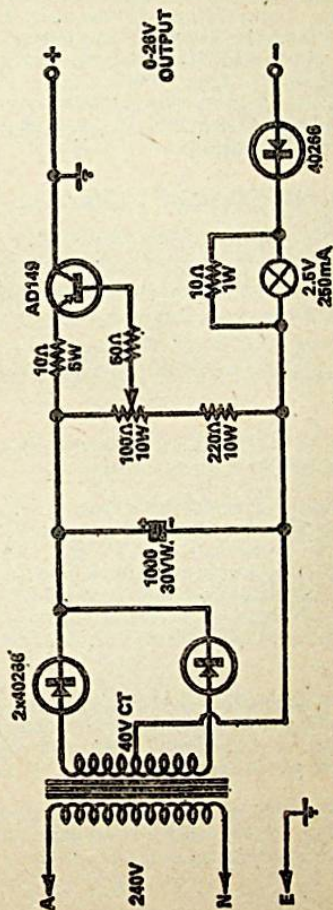 A
240V
N
E
2x40266
40V CT
1000
30VW.
+
-
100Ω
10W
220Ω
10W
10Ω
5W
50Ω
AD149
10Ω
1W
2.5V
250mA
40266
+
0-26V
OUTPUT
-